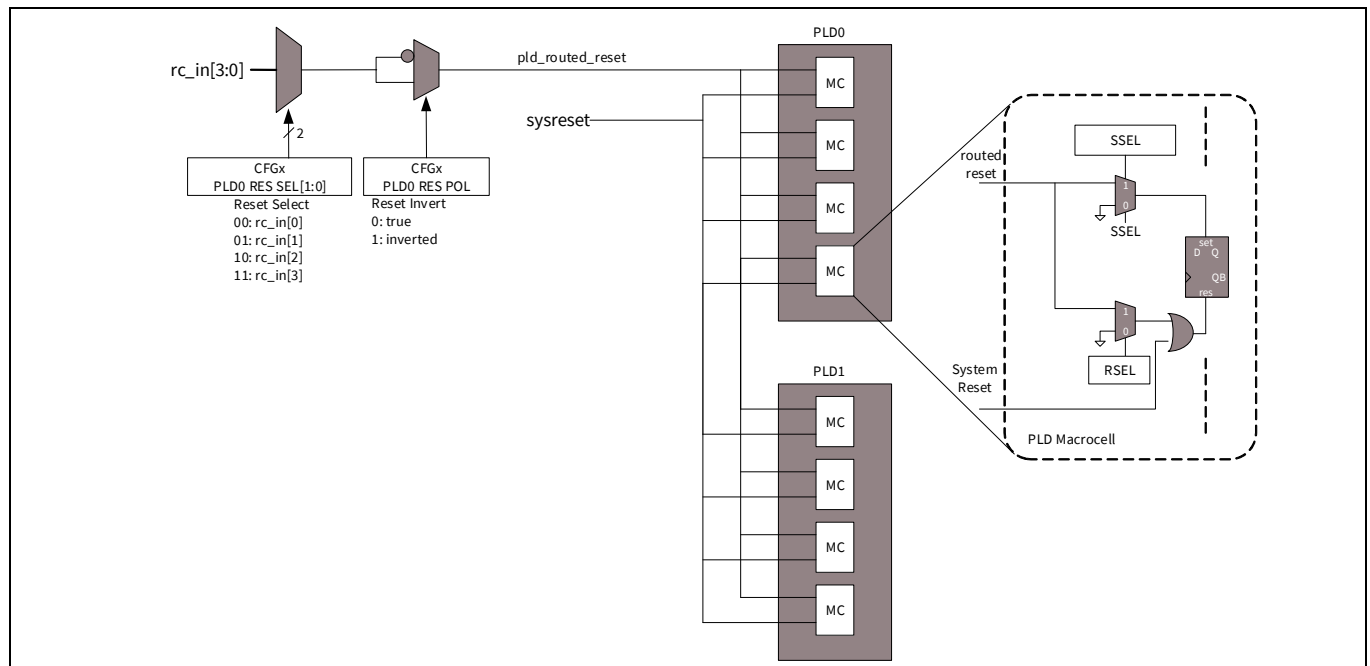 rc_in[3:0]
2
CFGx
PLD0 RES SEL[1:0]
Reset Select
00: rc_in[0]
01: rc_in[1]
10: rc_in[2]
11: rc_in[3]
CFGx
PLD0 RES POL
Reset Invert
0: true
1: inverted
pld_routed_reset
sysreset
PLD0
MC
MC
MC
MC
PLD1
MC
MC
MC
MC
routed
reset
SSEL
1
0
SSEL
set
D Q
QB
res
1
0
RSEL
System
Reset
PLD Macrocell